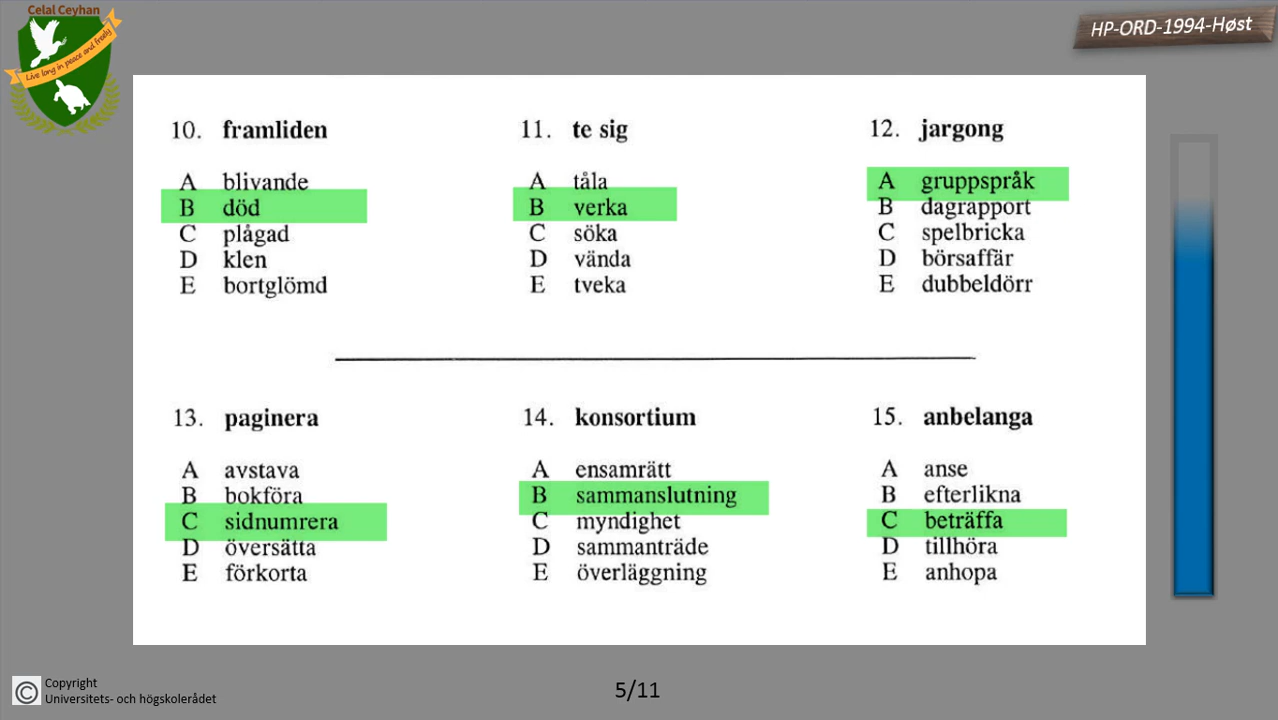 Celal Ceyhan
Live long in peace and freely
HP-ORD-1994-Høst
10. framliden
A blivande
B död
C plågad
D klen
E bortglömd
11. te sig
A tåla
B verka
C söka
D vända
E tveka
12. jargong
A gruppspråk
B dagrapport
C spelbricka
D börsaffär
E dubbeldörr
13. paginera
A avstava
B bokföra
C sidnumrera
D översätta
E förkorta
14. konsortium
A ensamrätt
B sammanslutning
C myndighet
D sammanträde
E överläggning
15. anbelanga
A anse
B efterlikna
C beträffa
D tillhöra
E anhopa
© Copyright
Universitets- och högskolerådet
5/11